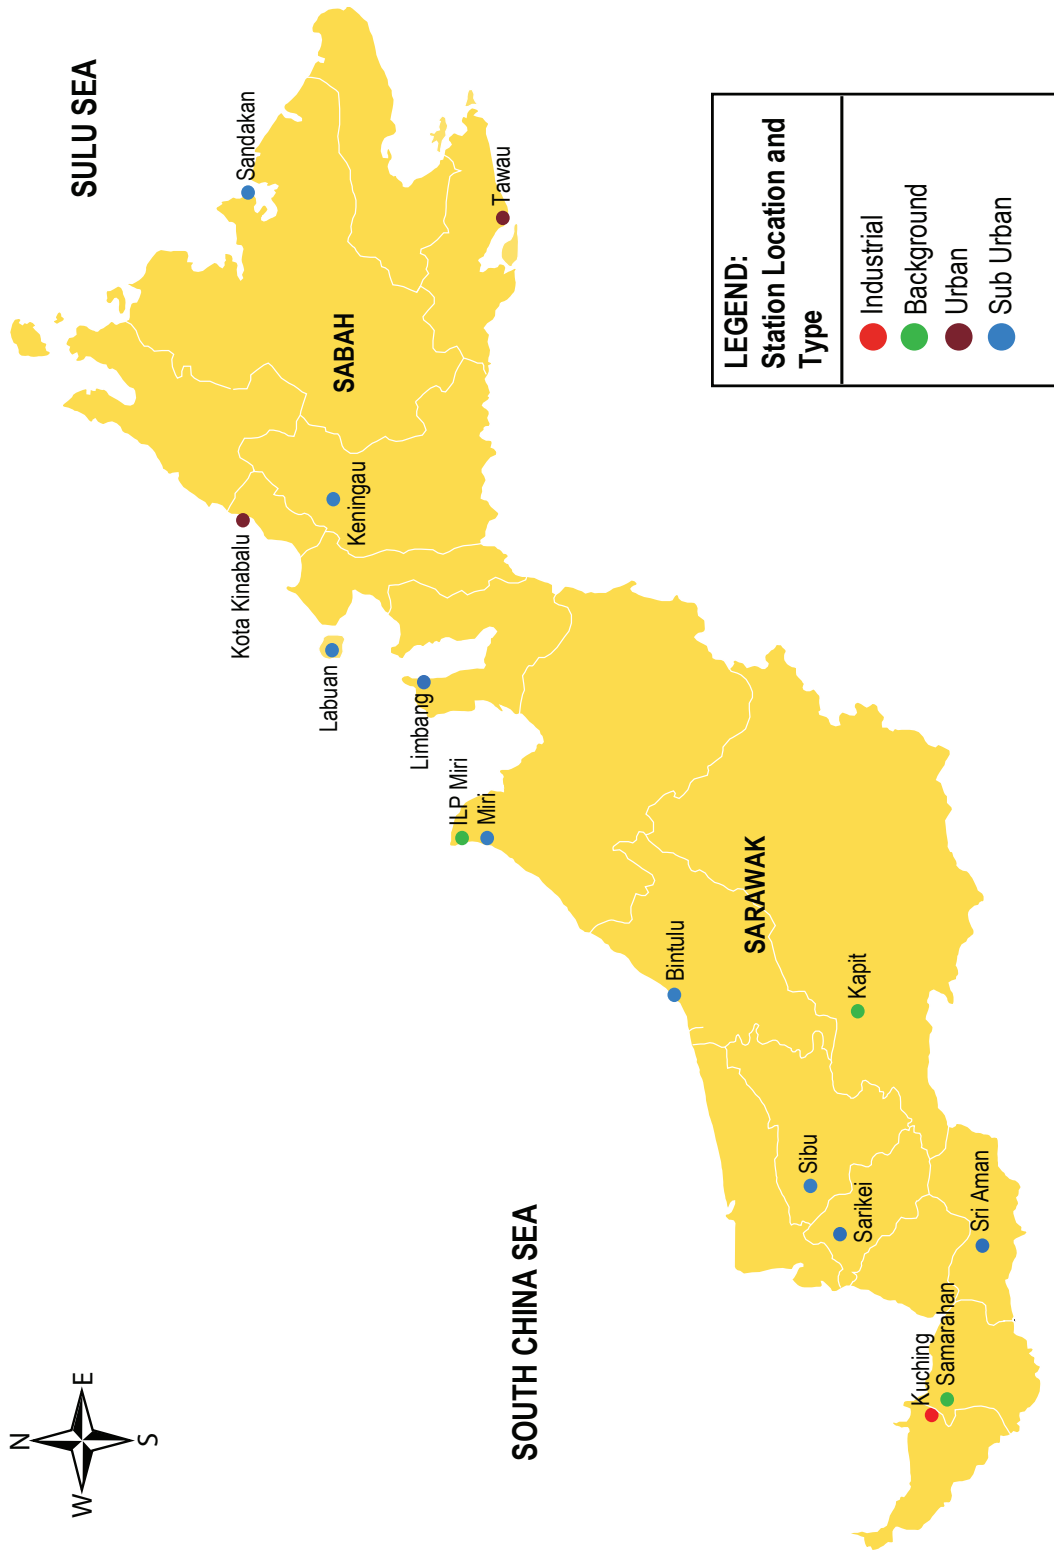 N
W
E
S
SULU SEA
Sandakan
Kota Kinabalu
SABAH
Labuan
Keningau
Tawau
Limbang
ILP Miri
Miri
SOUTH CHINA SEA
Bintulu
SARAWAK
Sibu
Kapit
Sarikei
Kuching
Samarahan
Sri Aman
LEGEND:
Station Location and
Type
Industrial
Background
Urban
Sub Urban